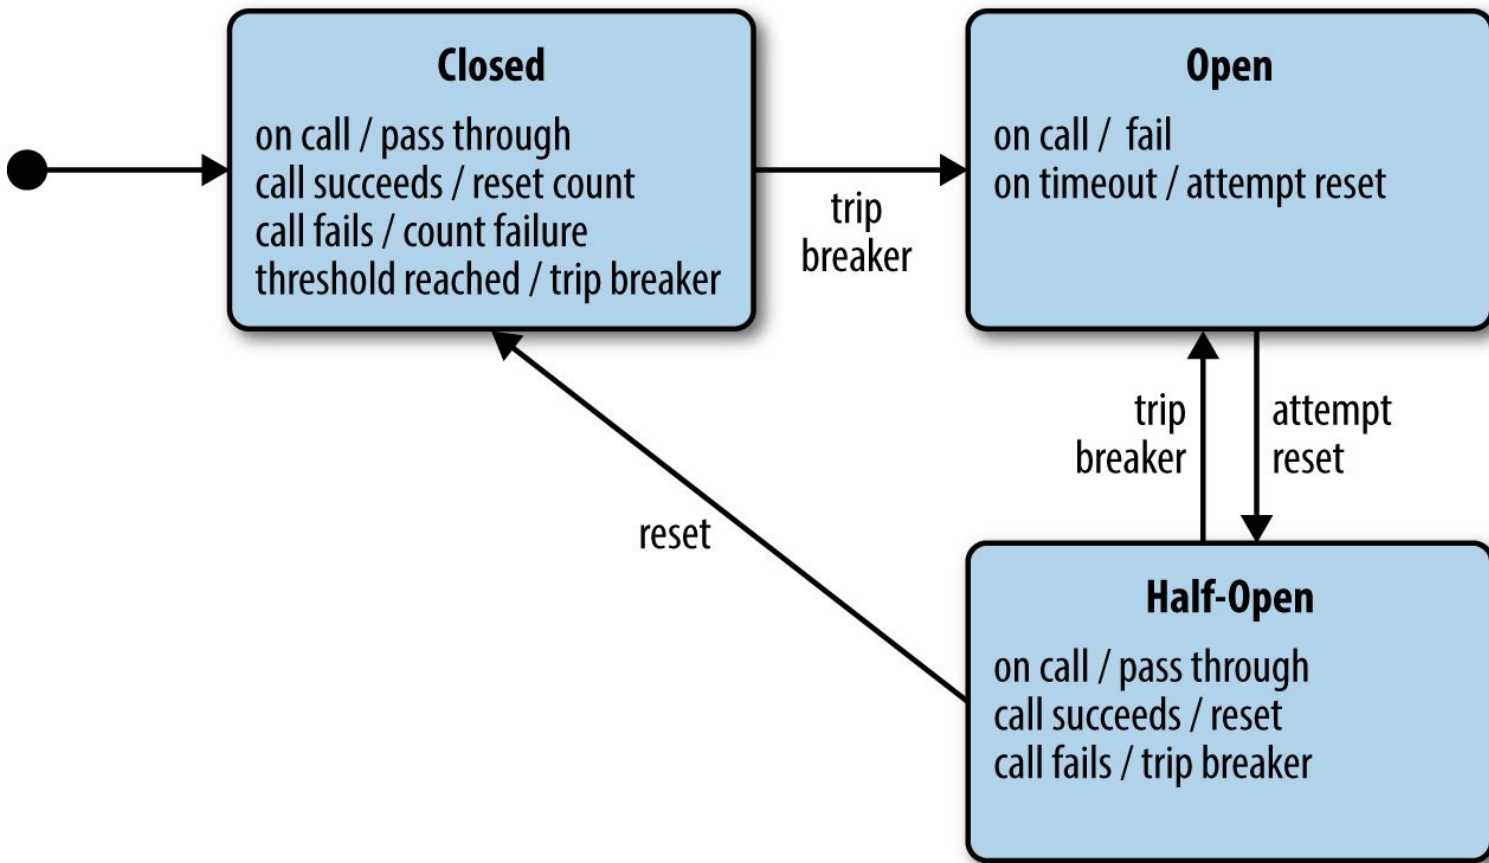 Closed
on call / pass through
call succeeds / reset count
call fails / count failure
threshold reached / trip breaker
trip
breaker
Open
on call / fail
on timeout / attempt reset
trip
breaker
attempt
reset
reset
Half-Open
on call / pass through
call succeeds / reset
call fails / trip breaker